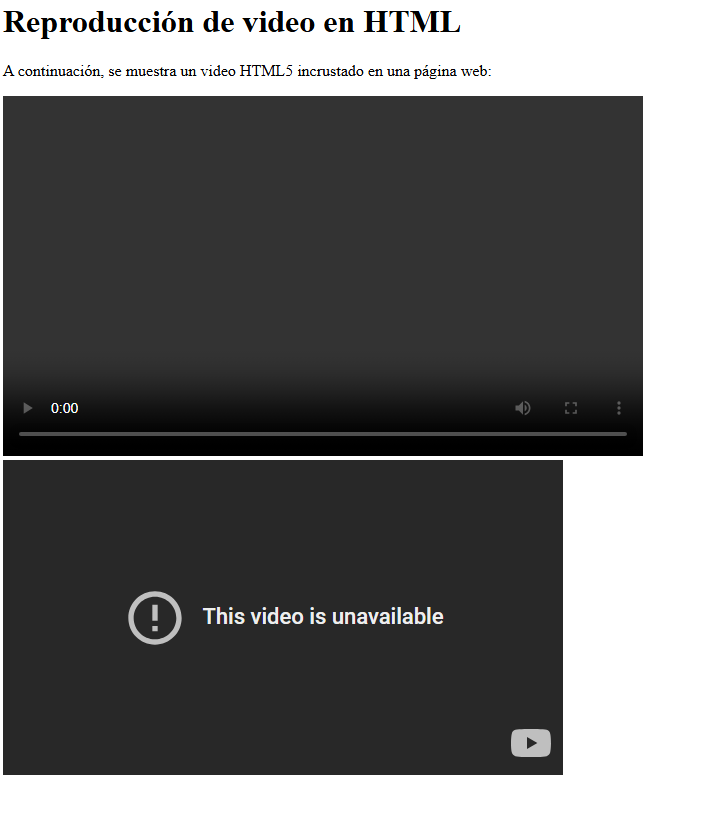 Reproducción de video en HTML
A continuación, se muestra un video HTML5 incrustado en una página web:
0:00
This video is unavailable